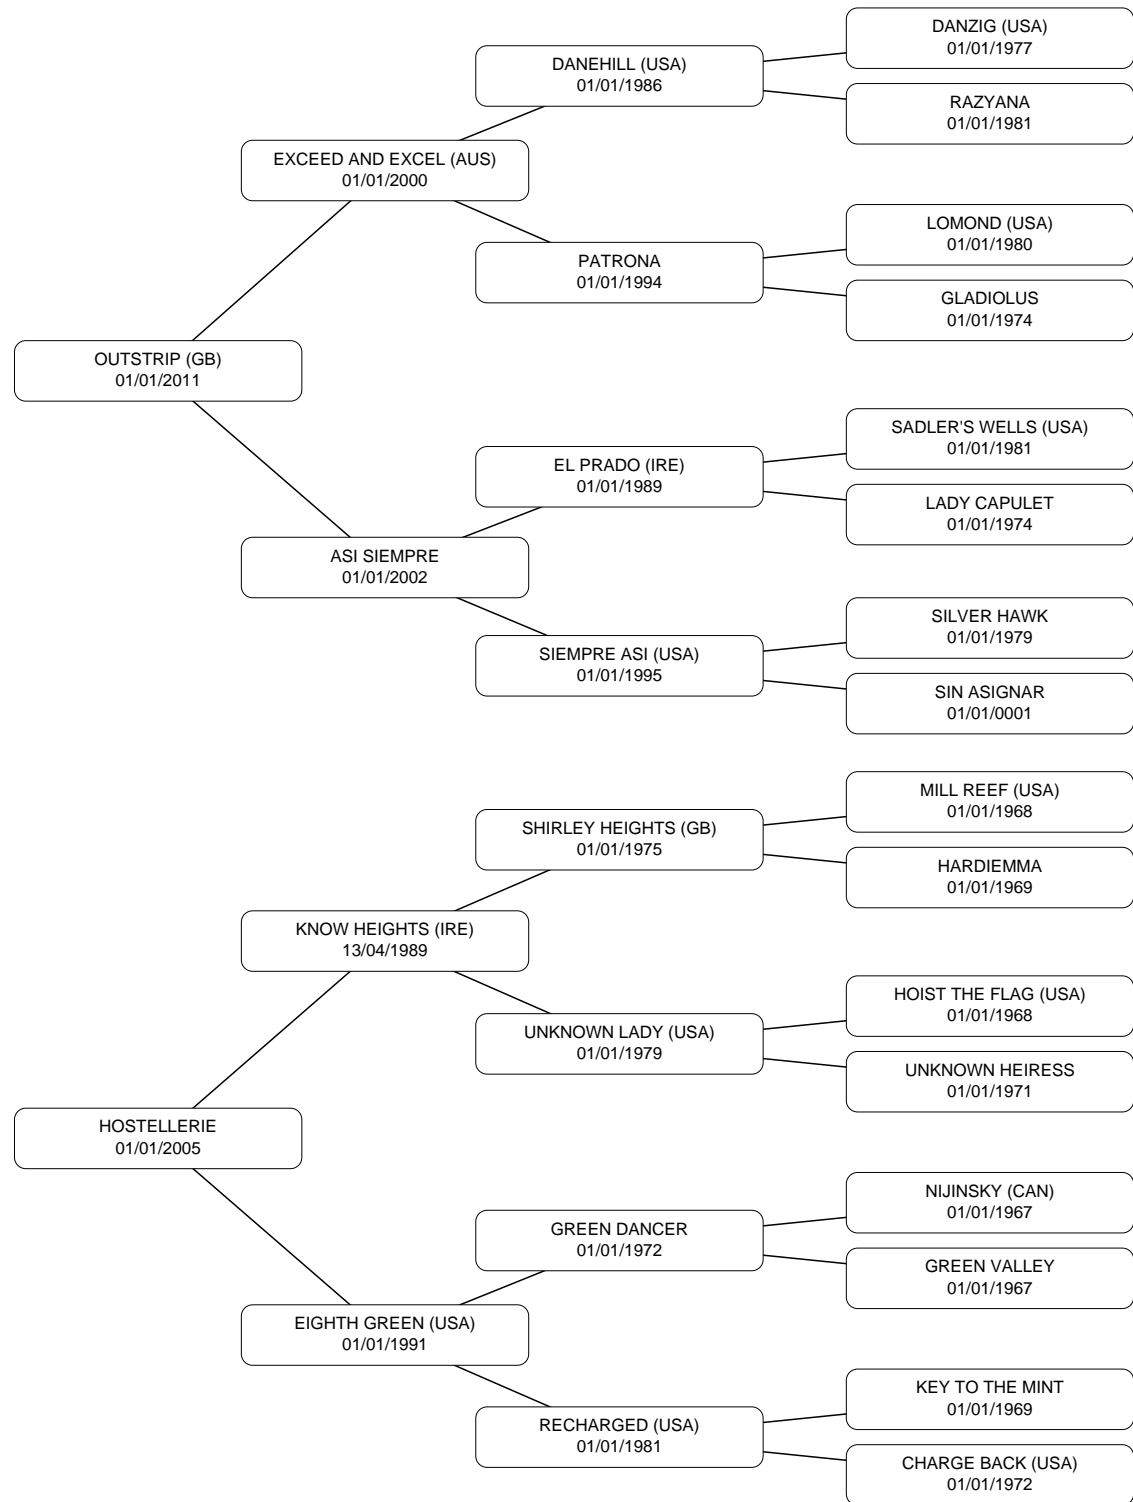 DANZIG (USA)
01/01/1977
DANEHILL (USA)
01/01/1986
RAZYANA
01/01/1981
EXCEED AND EXCEL (AUS)
01/01/2000
LOMOND (USA)
01/01/1980
PATRONA
01/01/1994
GLADIOLUS
01/01/1974
OUTSTRIP (GB)
01/01/2011
SADLER'S WELLS (USA)
01/01/1981
EL PRADO (IRE)
01/01/1989
LADY CAPULET
01/01/1974
ASI SIEMPRE
01/01/2002
SILVER HAWK
01/01/1979
SIEMPRE ASI (USA)
01/01/1995
SIN ASIGNAR
01/01/0001
MILL REEF (USA)
01/01/1968
SHIRLEY HEIGHTS (GB)
01/01/1975
HARDIEMMA
01/01/1969
KNOW HEIGHTS (IRE)
13/04/1989
HOIST THE FLAG (USA)
01/01/1968
UNKNOWN LADY (USA)
01/01/1979
UNKNOWN HEIRESS
01/01/1971
HOSTELLERIE
01/01/2005
NIJINSKY (CAN)
01/01/1967
GREEN DANCER
01/01/1972
GREEN VALLEY
01/01/1967
EIGHTH GREEN (USA)
01/01/1991
KEY TO THE MINT
01/01/1969
RECHARGED (USA)
01/01/1981
CHARGE BACK (USA)
01/01/1972